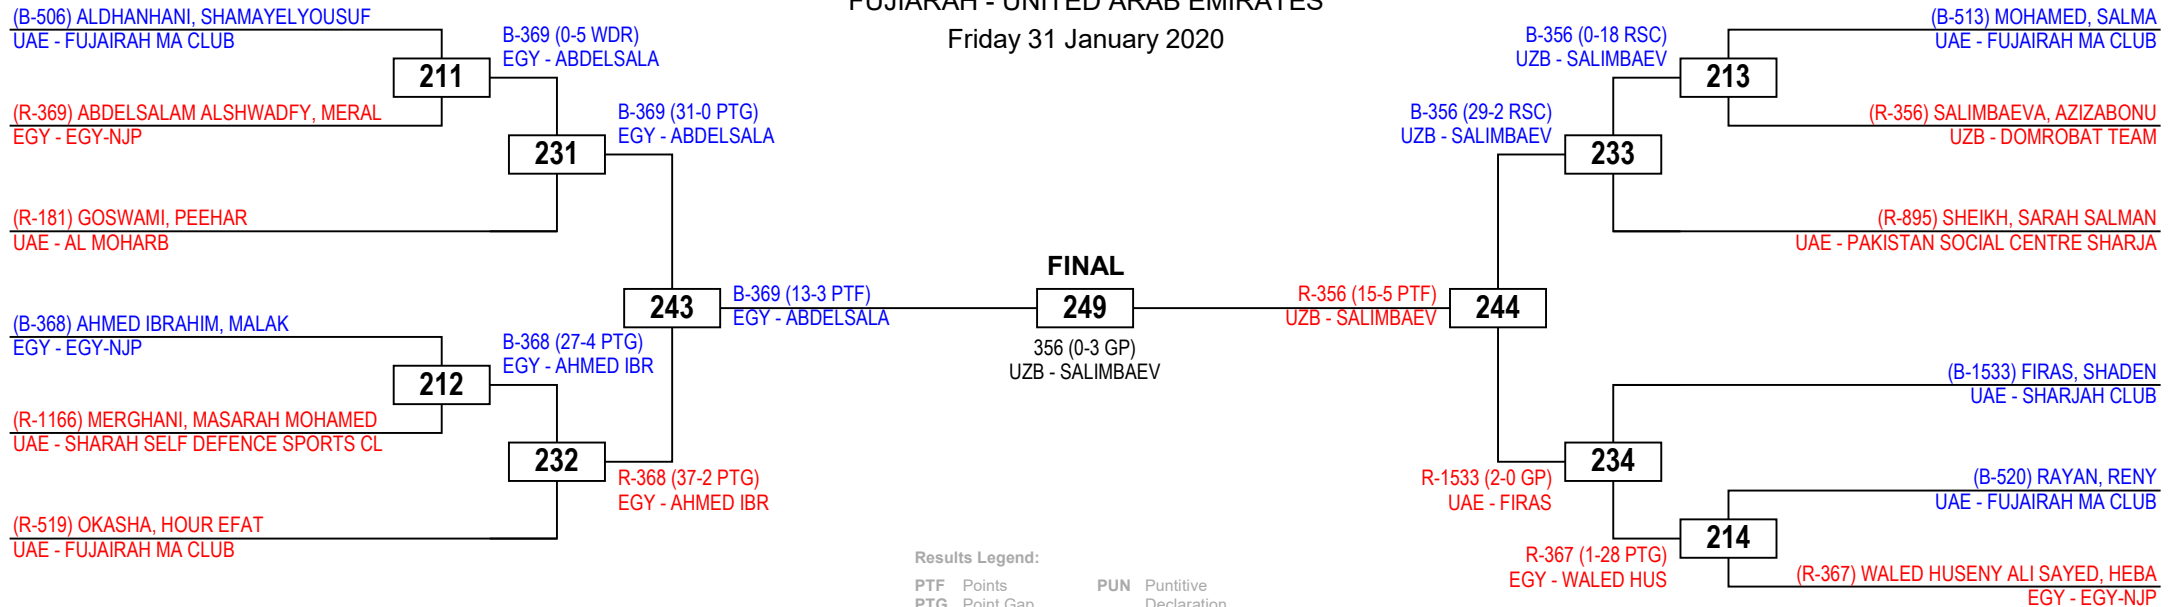 FUJIARAH - UNITED ARAB EMIRATES
Friday 31 January 2020
(B-506) ALDHANHANI, SHAMAYELYOUSUF
UAE - FUJAIRAH MA CLUB
211
(R-369) ABDELSALAM ALSHWADFY, MERAL
EGY - EGY-NJP
B-369 (0-5 WDR)
EGY - ABDELSALA
231
(R-181) GOSWAMI, PEEHAR
UAE - AL MOHARB
B-369 (31-0 PTG)
EGY - ABDELSALA
243
B-369 (13-3 PTF)
EGY - ABDELSALA
(B-368) AHMED IBRAHIM, MALAK
EGY - EGY-NJP
212
(R-1166) MERGHANI, MASARAH MOHAMED
UAE - SHARAH SELF DEFENCE SPORTS CL
B-368 (27-4 PTG)
EGY - AHMED IBR
232
(R-519) OKASHA, HOUR EFAT
UAE - FUJAIRAH MA CLUB
R-368 (37-2 PTG)
EGY - AHMED IBR
FINAL
249
356 (0-3 GP)
UZB - SALIMBAEV
(B-513) MOHAMED, SALMA
UAE - FUJAIRAH MA CLUB
213
(R-356) SALIMBAEVA, AZIZABONU
UZB - DOMROBAT TEAM
B-356 (0-18 RSC)
UZB - SALIMBAEV
233
(R-895) SHEIKH, SARAH SALMAN
UAE - PAKISTAN SOCIAL CENTRE SHARJA
B-356 (29-2 RSC)
UZB - SALIMBAEV
R-356 (15-5 PTF)
UZB - SALIMBAEV
244
(B-1533) FIRAS, SHADEN
UAE - SHARJAH CLUB
234
R-1533 (2-0 GP)
UAE - FIRAS
(B-520) RAYAN, RENY
UAE - FUJAIRAH MA CLUB
214
R-367 (1-28 PTG)
EGY - WALED HUS
(R-367) WALED HUSENY ALI SAYED, HEBA
EGY - EGY-NJP
Results Legend:
PTF Points PUN Puntitive
PTG Point Gap Declaration